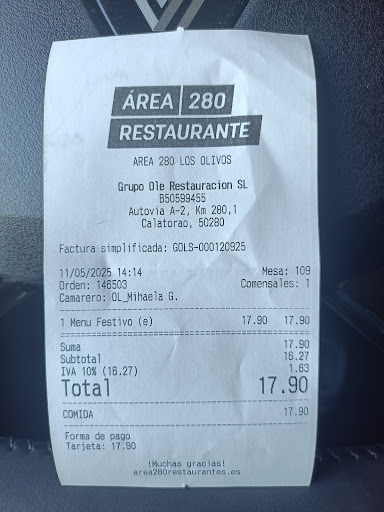 ÁREA 280
RESTAURANTE
AREA 280 LOS OLIVOS
Grupo Ole Restauracion SL
B50599455
Autovia A-2, Km 280,1
Calatorao, 50280
Factura simplificada: GOLS-000120925
11/05/2025 14:14 Mesa: 109
Orden: 146503 Comensales: 1
Camarero: OL_Mihaela G.
1 Menu Festivo (e) 17.90 17.90
Suma 17.90
Subtotal 16.27
IVA 10% (16.27) 1.63
Total 17.90
COMIDA 17.90
Forma de pago
Tarjeta: 17.90
¡Muchas gracias!
area280restaurantes.es